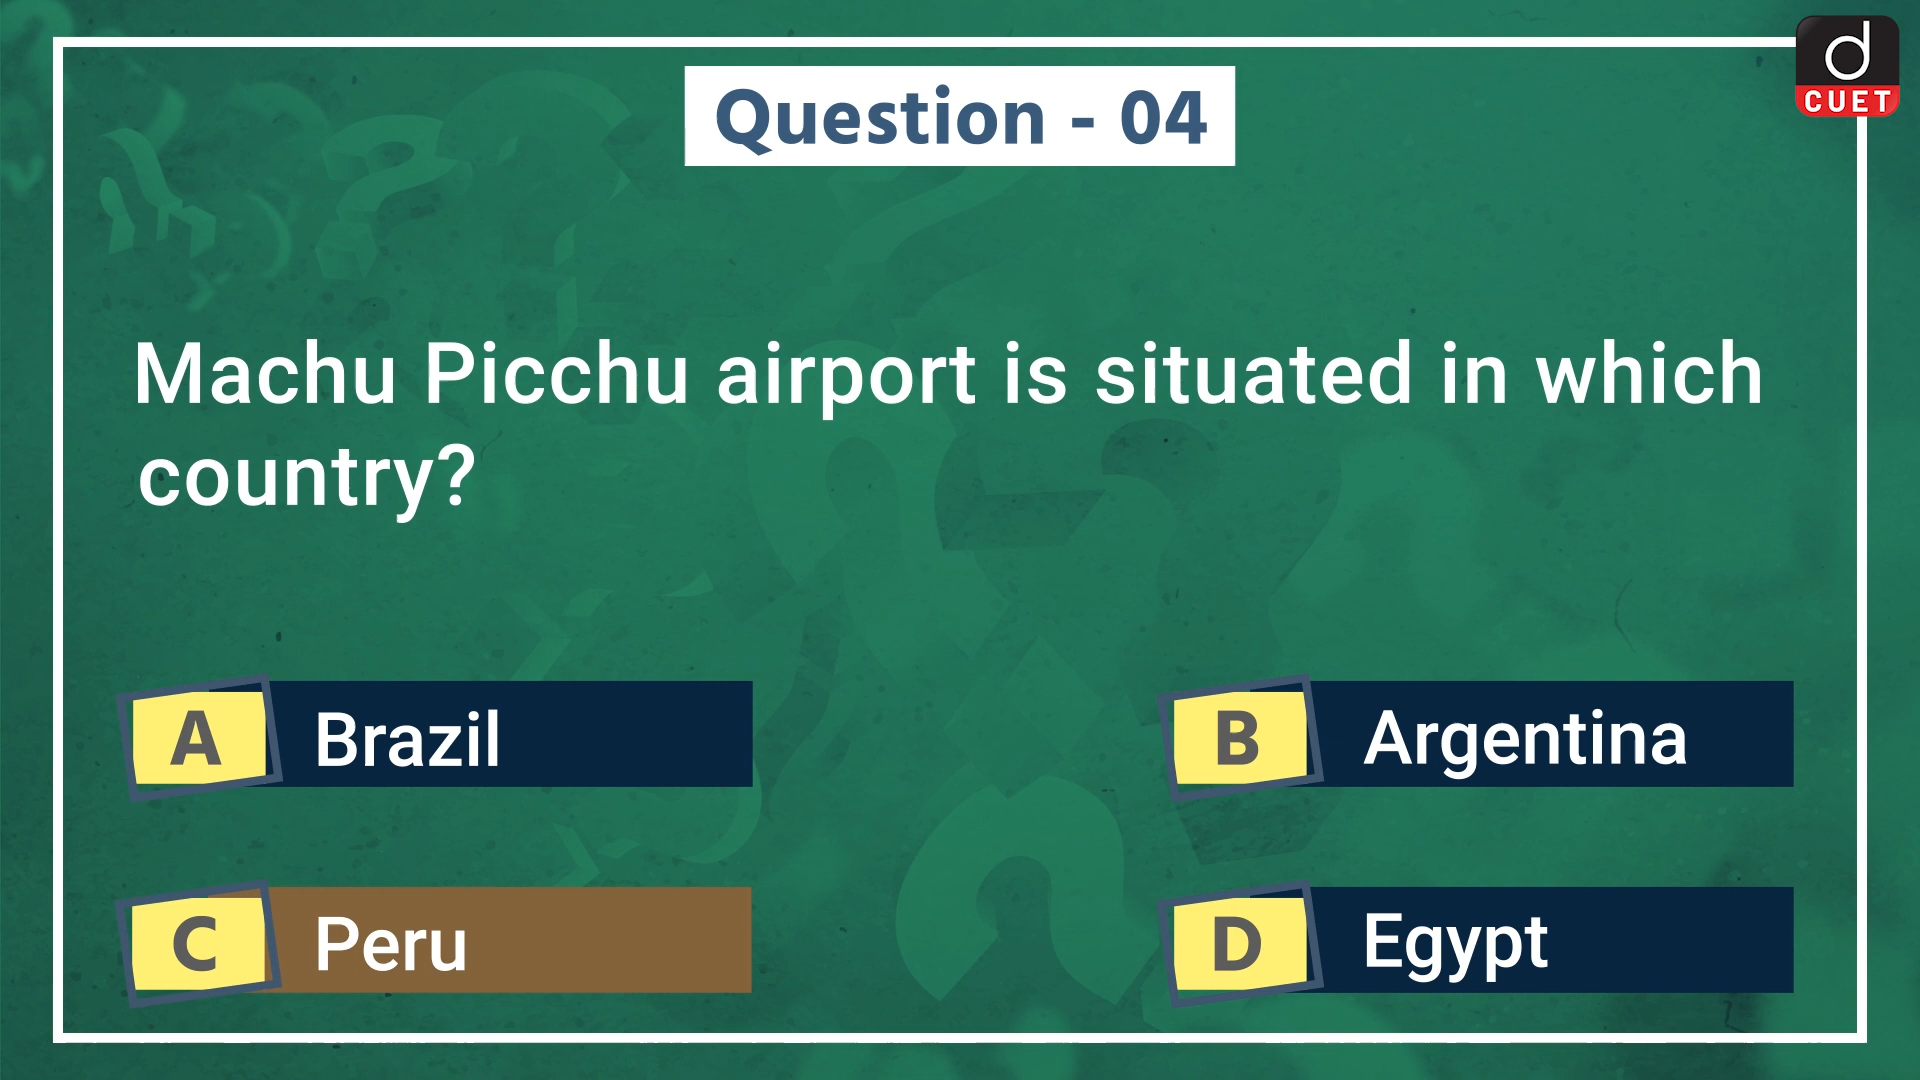 d
CUET
Question - 04
Machu Picchu airport is situated in which
country?
A Brazil
B Argentina
C Peru
D Egypt